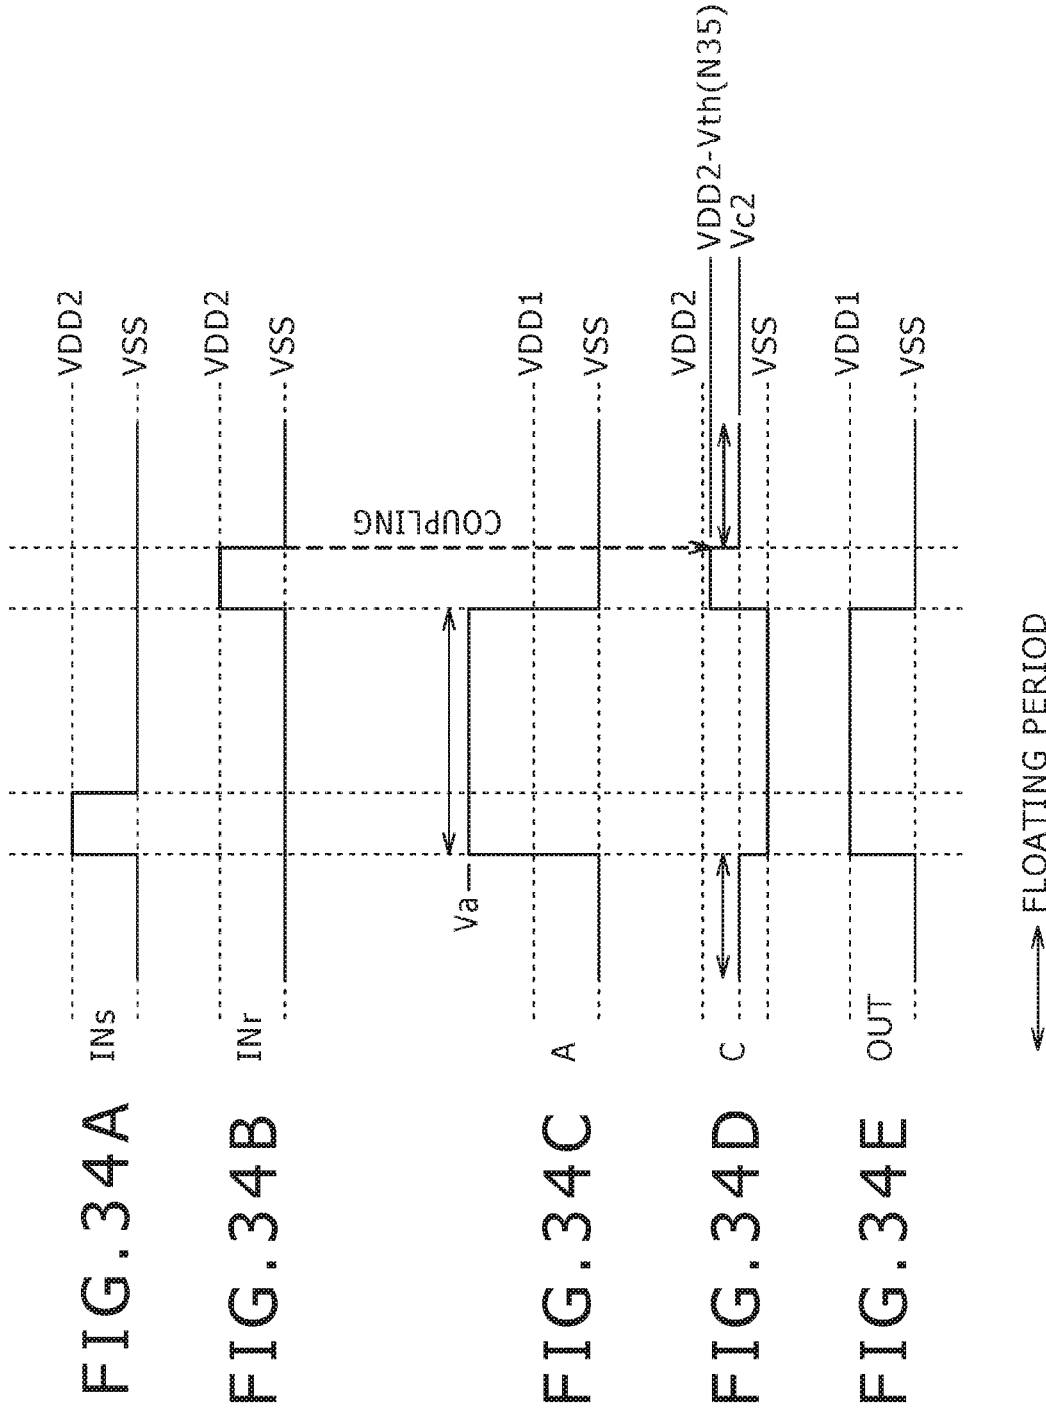 FIG.34A INs VDD2
VSS
FIG.34B INr VDD2
VSS
COUPLING
Va
FIG.34C A VDD1
VSS
FIG.34D C VDD2
VDD2-Vth(N35)
Vc2
VSS
FIG.34E OUT VDD1
VSS
FLOATING PERIOD